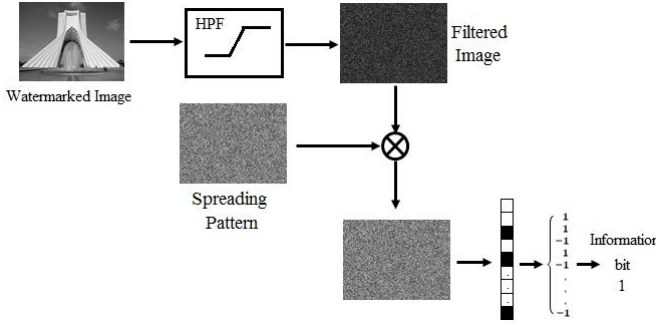 HPF
Filtered
Image
Watermarked Image
Spreading
Pattern
1
1
-1
1
-1
.
.
.
-1
Information
bit
1